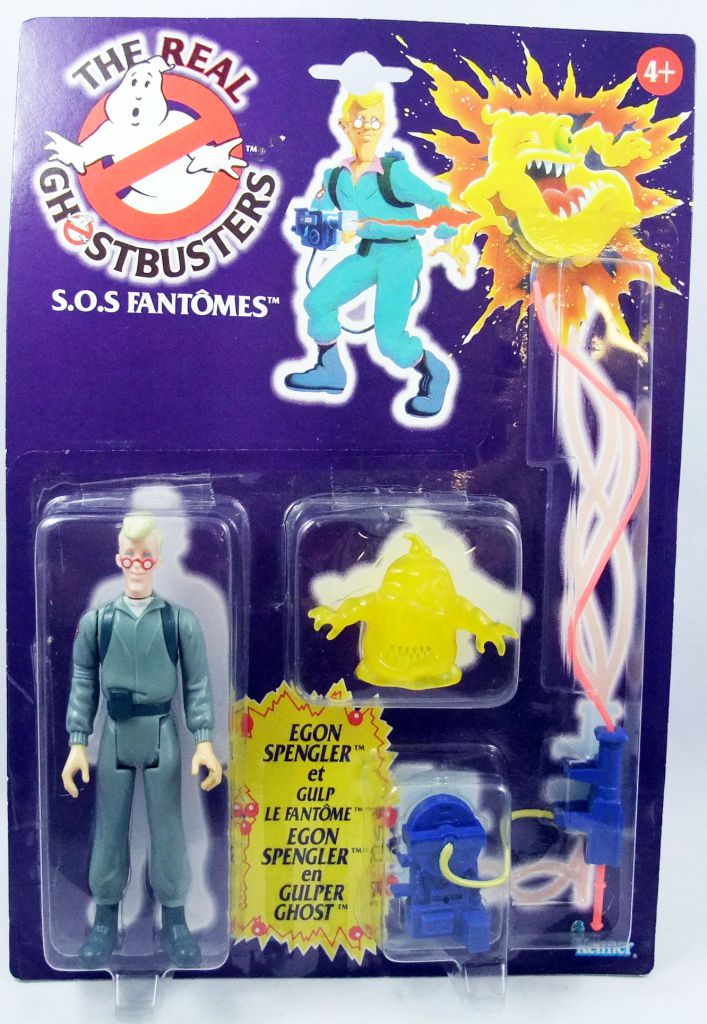 THE REAL
GHOSTBUSTERS
TM
S.O.S FANTÔMES™
4+
EGON
SPENGLER™
et
GULP
LE FANTÔME™
EGON
SPENGLER™
en
GULPER
GHOST™
Kenner®